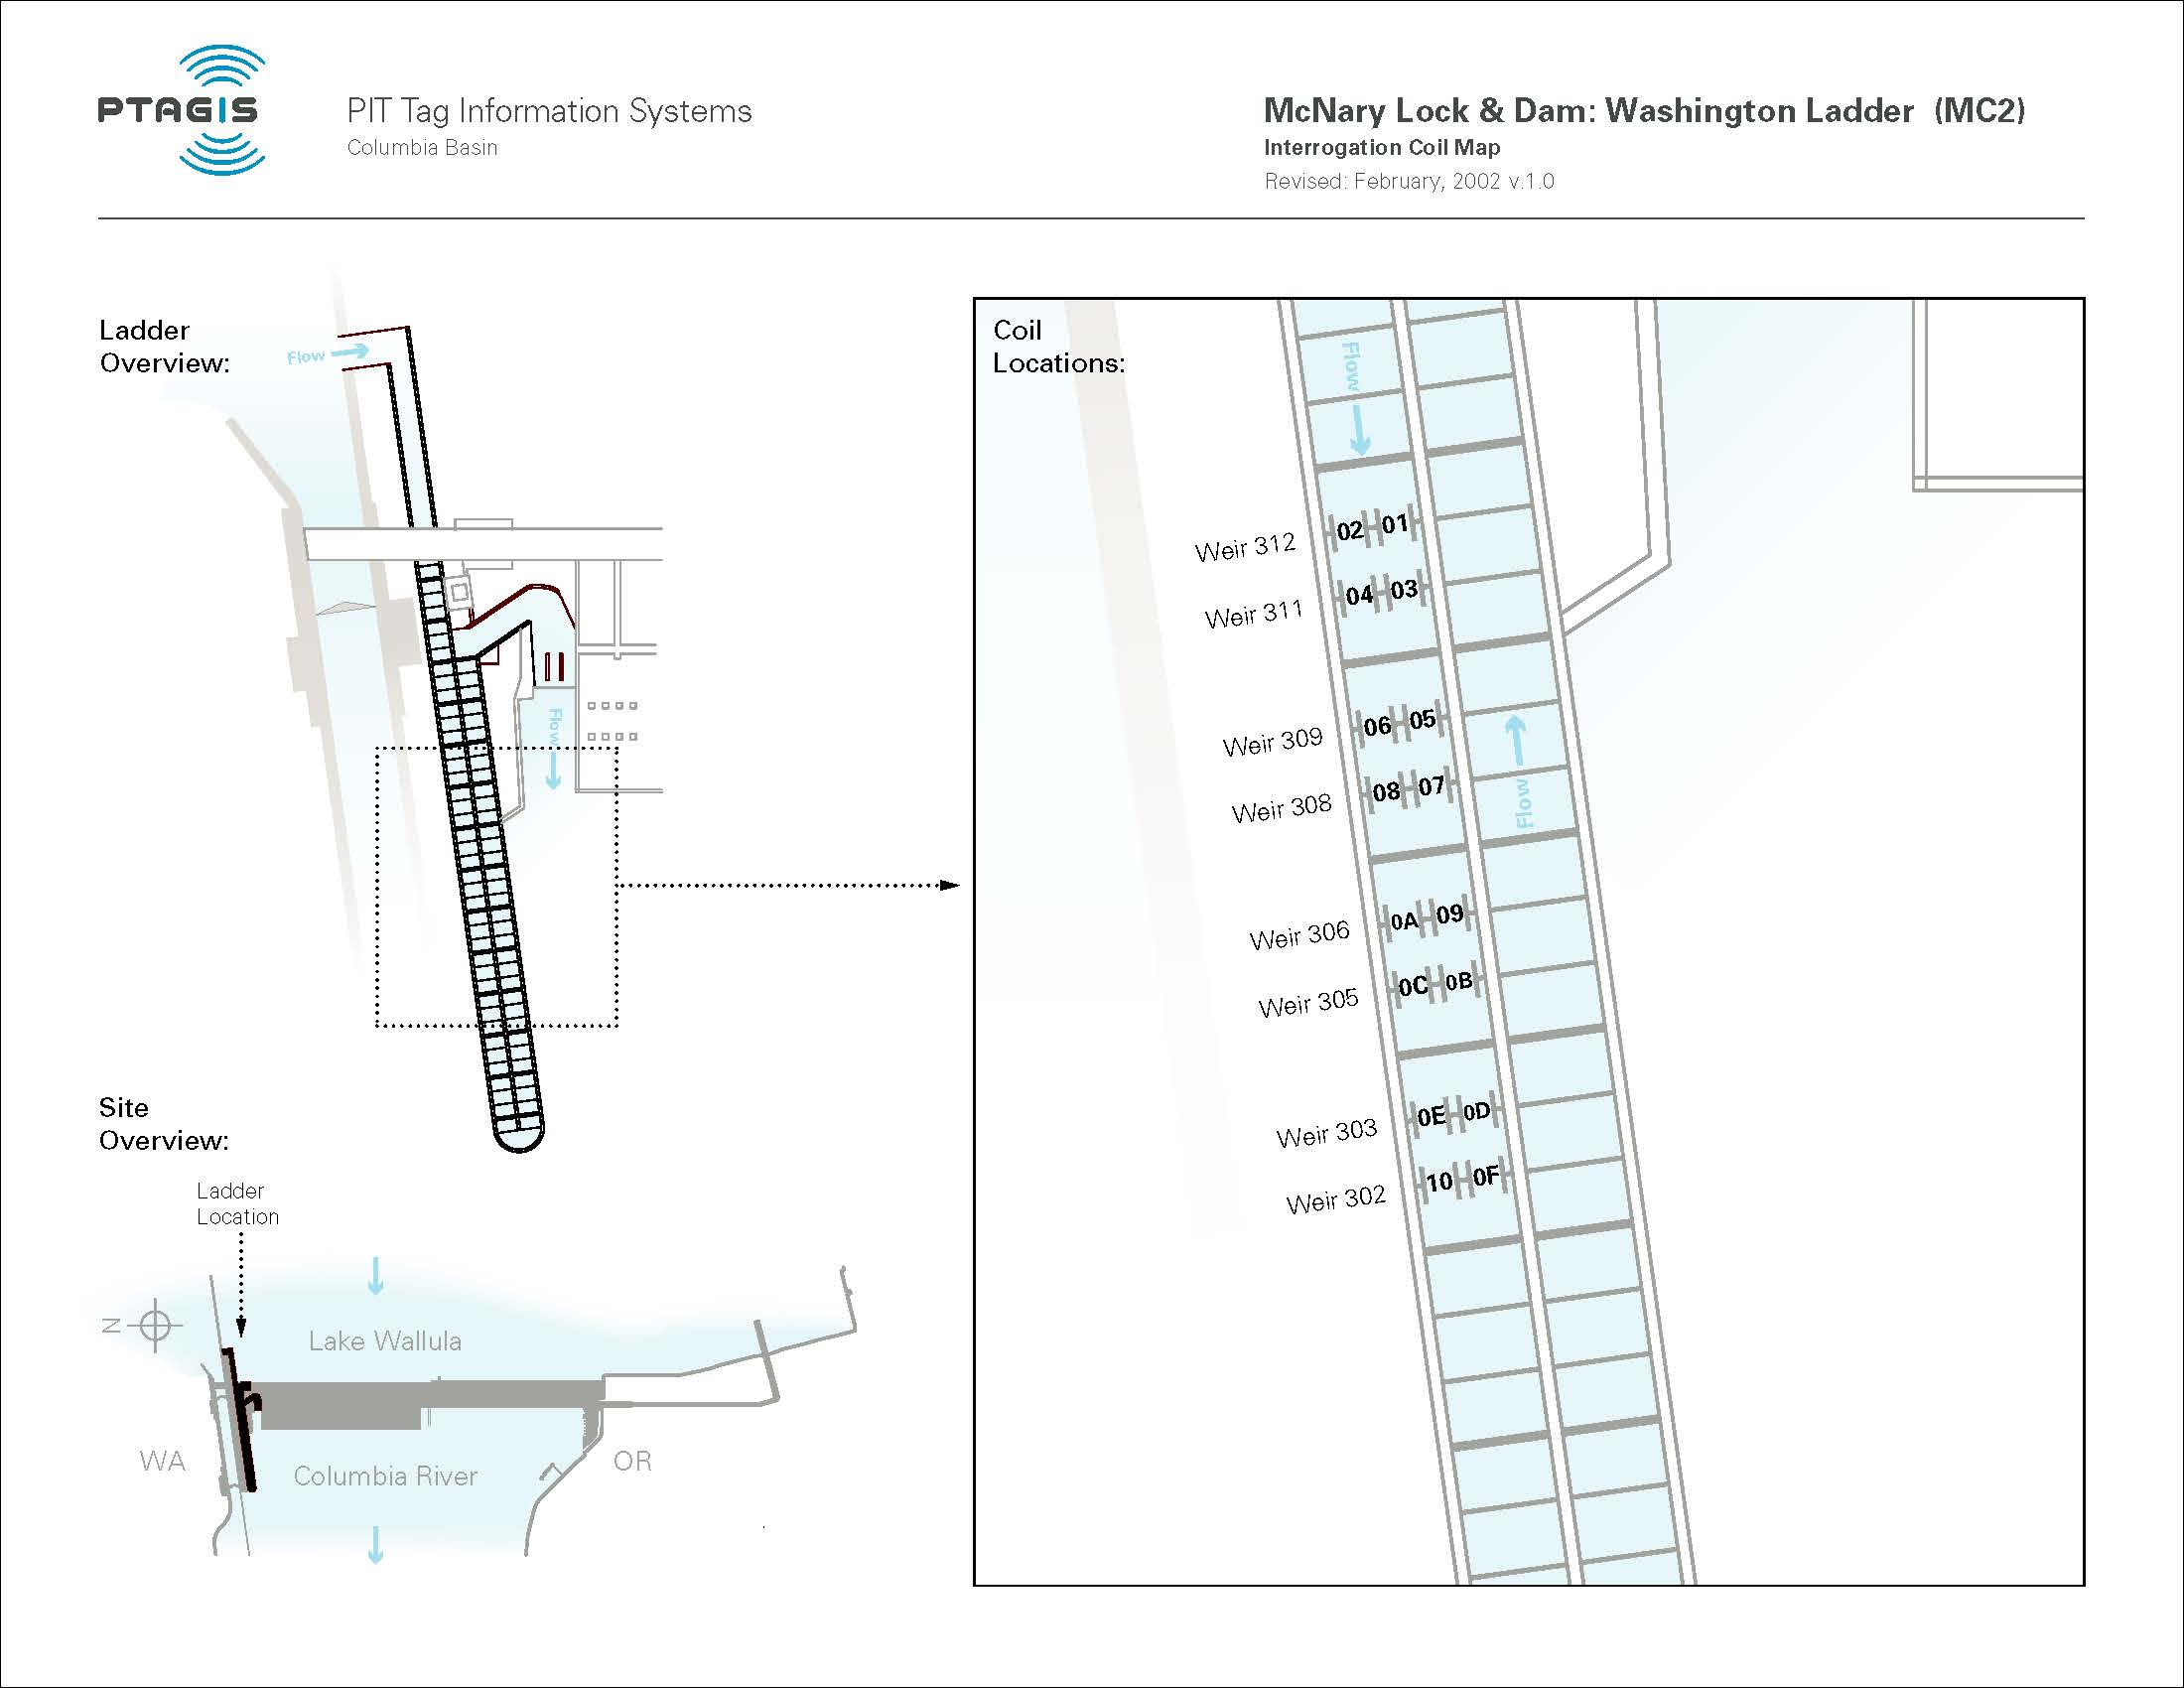 PTAGIS
PIT Tag Information Systems
Columbia Basin
McNary Lock & Dam: Washington Ladder (MC2)
Interrogation Coil Map
Revised: February, 2002 v.1.0
Ladder
Overview:
Flow
Flow
Site
Overview:
Ladder
Location
N
Lake Wallula
WA
Columbia River
OR
Coil
Locations:
Flow
Weir 312
02 01
Weir 311
04 03
Weir 309
06 05
Weir 308
08 07
Flow
Weir 306
0A 09
Weir 305
0C 0B
Weir 303
0E 0D
Weir 302
10 0F